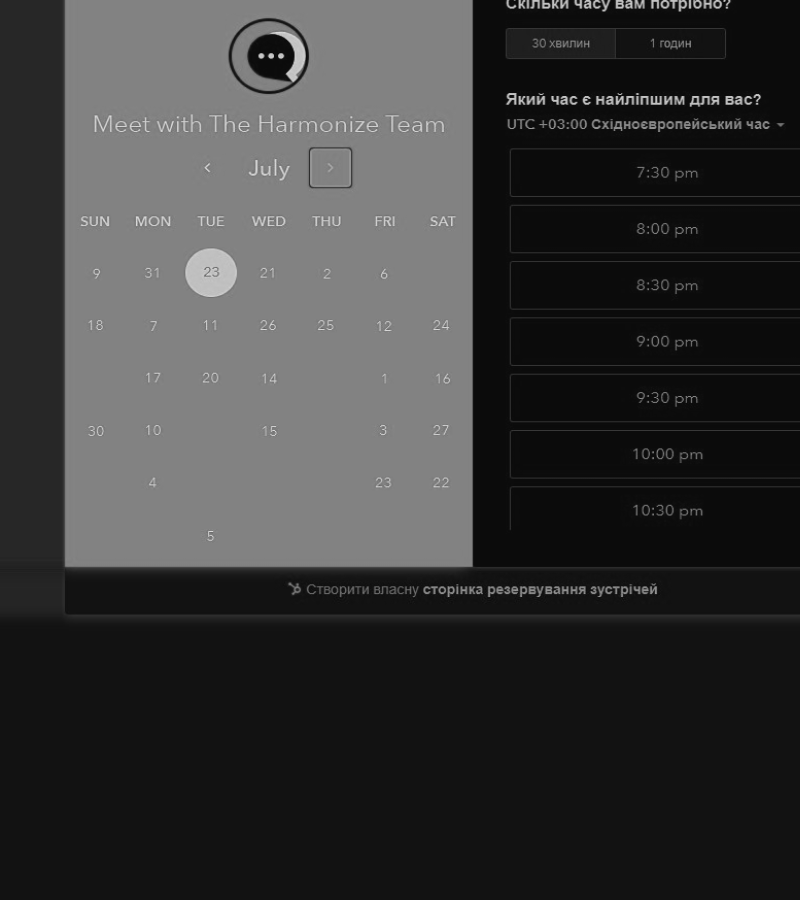 Meet with The Harmonize Team
July
SUN MON TUE WED THU FRI SAT
9 31 23 21 2 6
18 7 11 26 25 12 24
17 20 14 1 16
30 10 15 3 27
4 23 22
5
Скільки часу вам потрібно?
30 хвилин 1 годин
Який час є найліпшим для вас?
UTC +03:00 Східноєвропейський час
7:30 pm
8:00 pm
8:30 pm
9:00 pm
9:30 pm
10:00 pm
10:30 pm
Створити власну сторінка резервування зустрічей